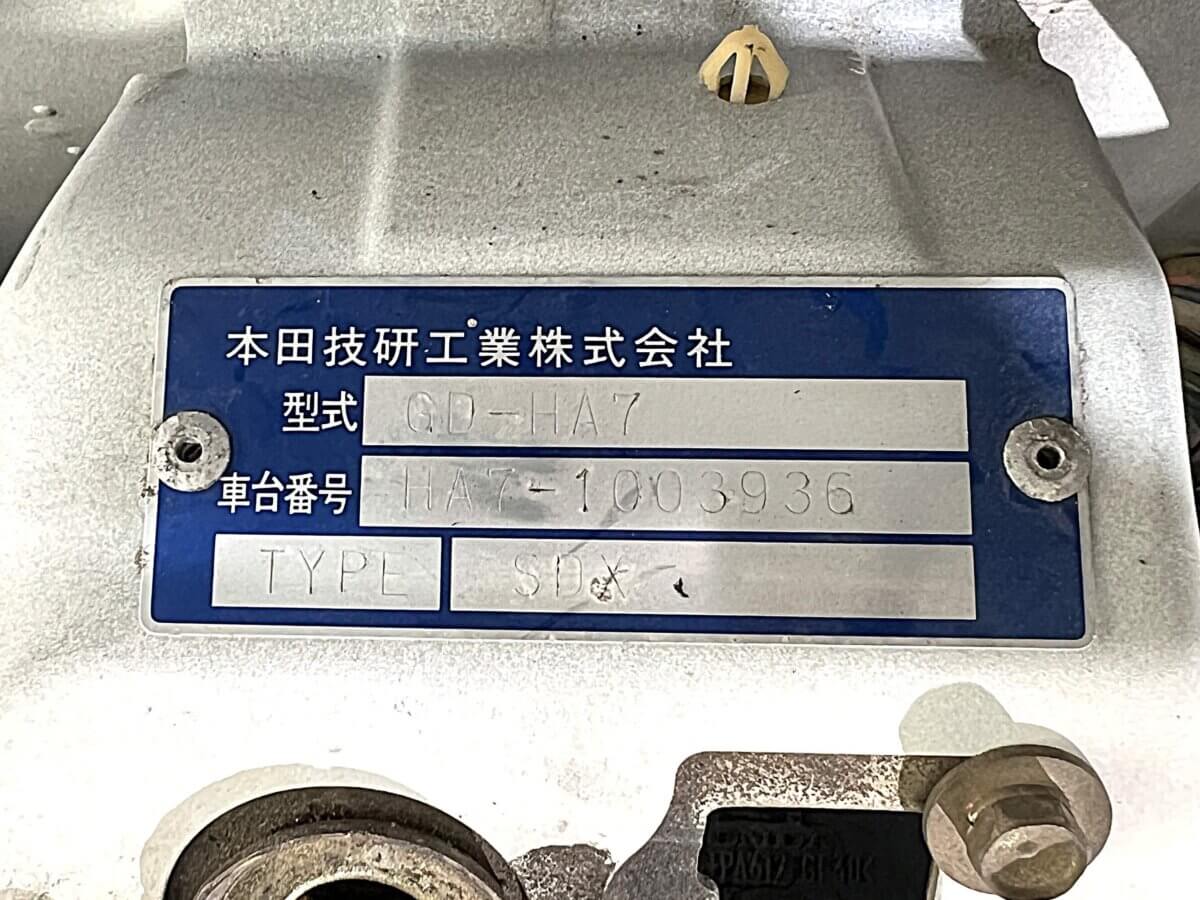 本田技研工業株式会社
型式 GD-HA7
車台番号 HA7-1003936
TYPE SDX